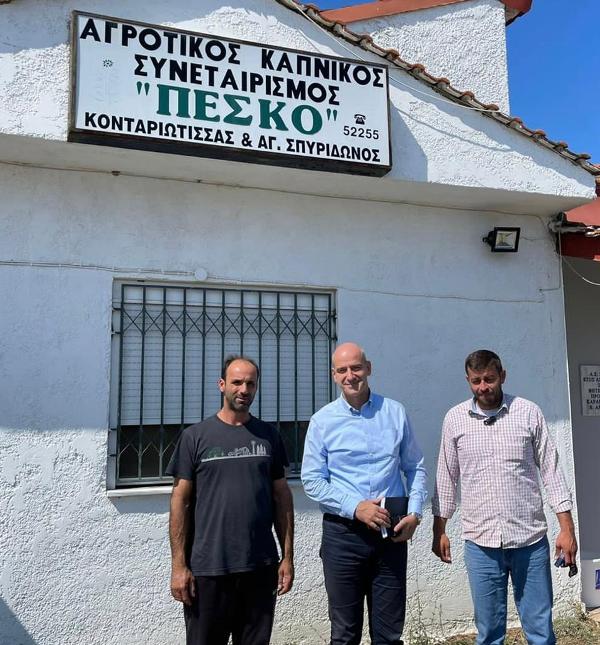 ΑΓΡΟΤΙΚΟΣ ΚΑΠΝΙΚΟΣ
ΣΥΝΕΤΑΙΡΙΣΜΟΣ
"ΠΕΣΚΟ" ☎
52255
ΚΟΝΤΑΡΙΩΤΙΣΣΑΣ & ΑΓ. ΣΠΥΡΙΔΩΝΟΣ